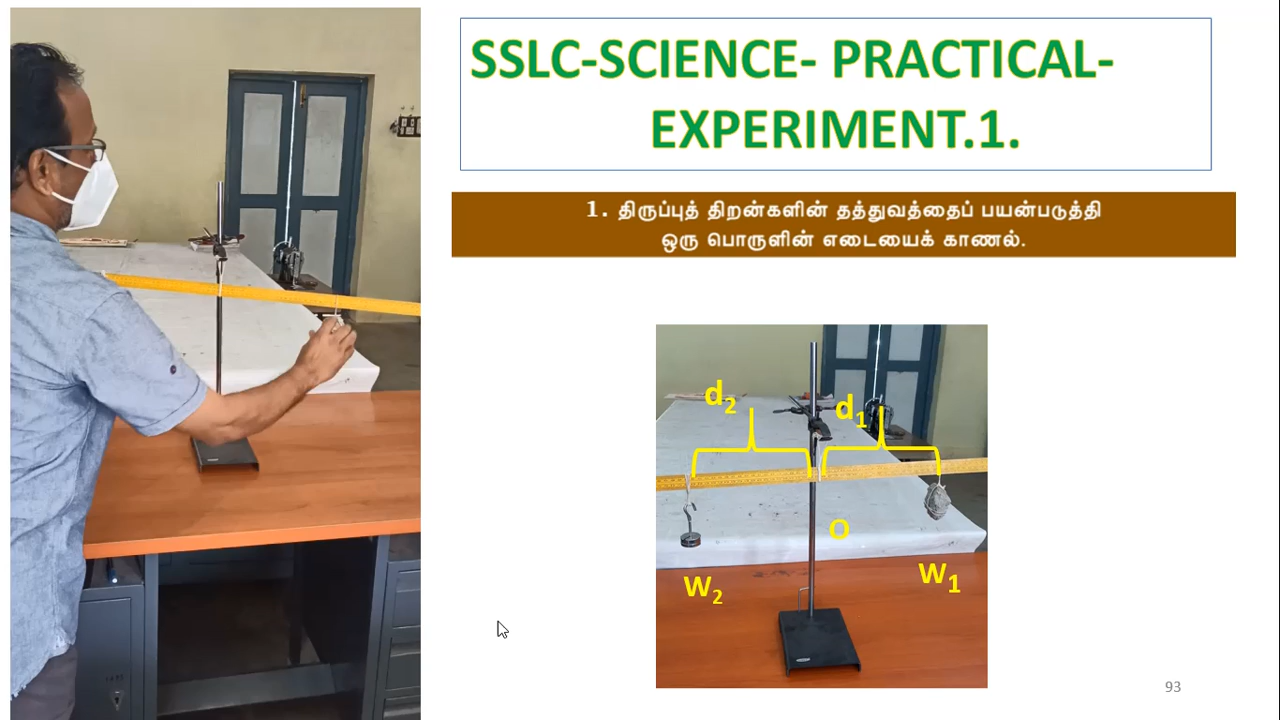 SSLC-SCIENCE- PRACTICAL-
EXPERIMENT.1.
1. திருப்புத் திறன்களின் தத்துவத்தைப் பயன்படுத்தி
ஒரு பொருளின் எடையைக் காணல்.
d₂
d₁
O
W₂
W₁
93